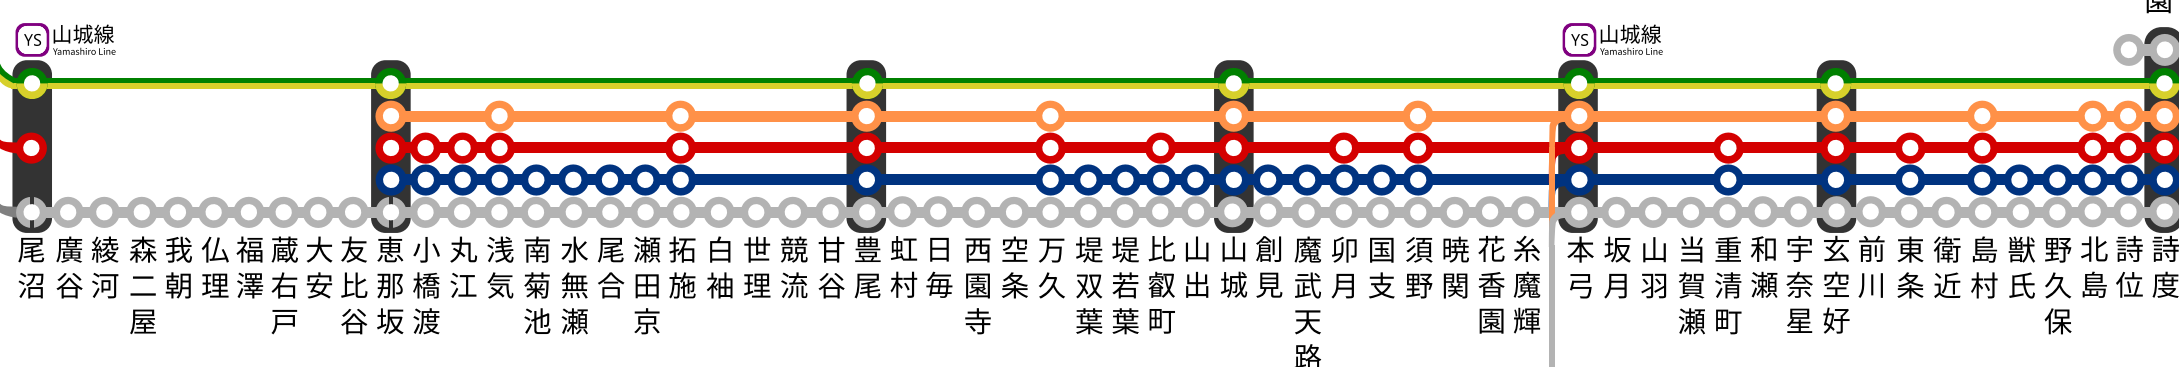 園
YS 山城線
Yamashiro Line
YS 山城線
Yamashiro Line
尾沼
廣谷
綾河
森二屋
我朝
仏理
福澤
蔵右戸
大安
友比谷
恵那坂
小橋渡
丸江
浅気
南菊池
水無瀬
尾合
瀬田京
拓施
白袖
世理
競流
甘谷
豊尾
虹村
日毎
西園寺
空条
万久
堤双葉
堤若葉
比叡町
山出
山城
創見
魔武天路
卯月
国支
須野
暁関
花香園
糸魔輝
本弓
坂月
山羽
当賀瀬
重清町
和瀬
宇奈星
玄空好
前川
東条
衛近
島村
獣氏
野久保
北島
詩位
詩度